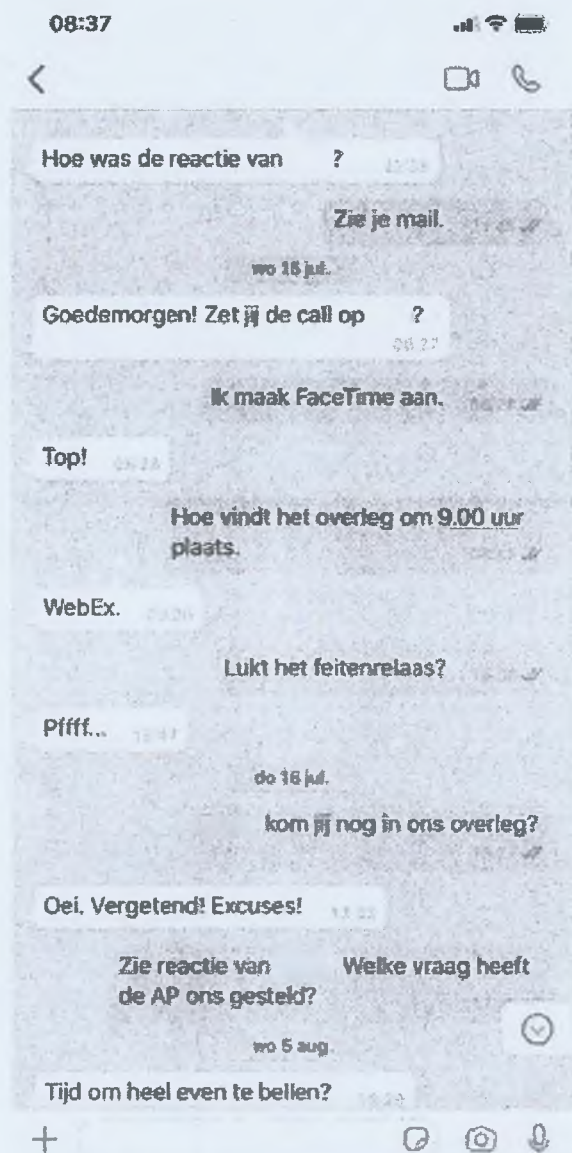 08:37
Hoe was de reactie van ?
Zie je mail.
wo 15 jul.
Goedemorgen! Zet jij de call op ?
Ik maak FaceTime aan.
Top!
Hoe vindt het overleg om 9.00 uur
plaats.
WebEx.
Lukt het feitenrelaas?
Pffff...
do 16 jul.
kom jij nog in ons overleg?
Oei. Vergetend! Excuses!
Zie reactie van Welke vraag heeft
de AP ons gesteld?
wo 5 aug.
Tijd om heel even te bellen?